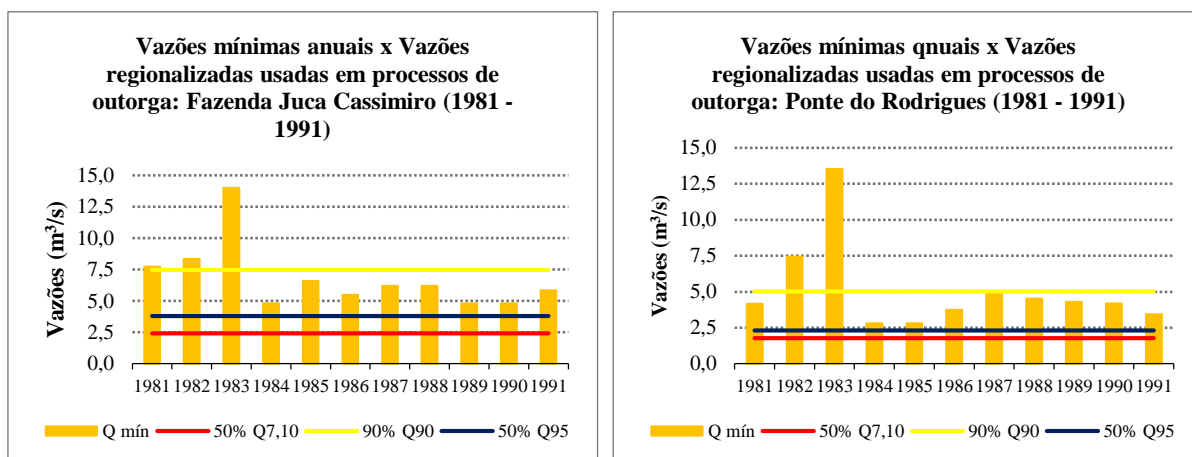 Vazões mínimas anuais x Vazões
regionalizadas usadas em processos de
outorga: Fazenda Juca Cassimiro (1981 -
1991)
Vazões (m³/s)
15,0
12,5
10,0
7,5
5,0
2,5
0,0
1981 1982 1983 1984 1985 1986 1987 1988 1989 1990 1991
Q mín 50% Q7,10 90% Q90 50% Q95
Vazões mínimas qnuais x Vazões
regionalizadas usadas em processos de
outorga: Ponte do Rodrigues (1981 - 1991)
Vazões (m³/s)
15,0
12,5
10,0
7,5
5,0
2,5
0,0
1981 1982 1983 1984 1985 1986 1987 1988 1989 1990 1991
Q mín 50% Q7,10 90% Q90 50% Q95